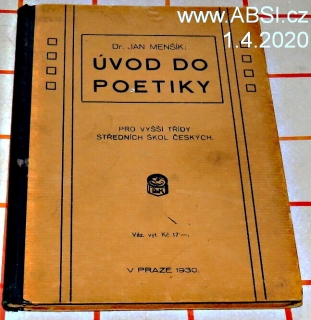 www.ABSI.cz
1.4.2020
Dr. JAN MENŠÍK:
ÚVOD DO
POETIKY
PRO VYŠŠÍ TŘÍDY
STŘEDNÍCH ŠKOL ČESKÝCH.
Váz. výt. Kč 17·—.
V PRAZE 1930.